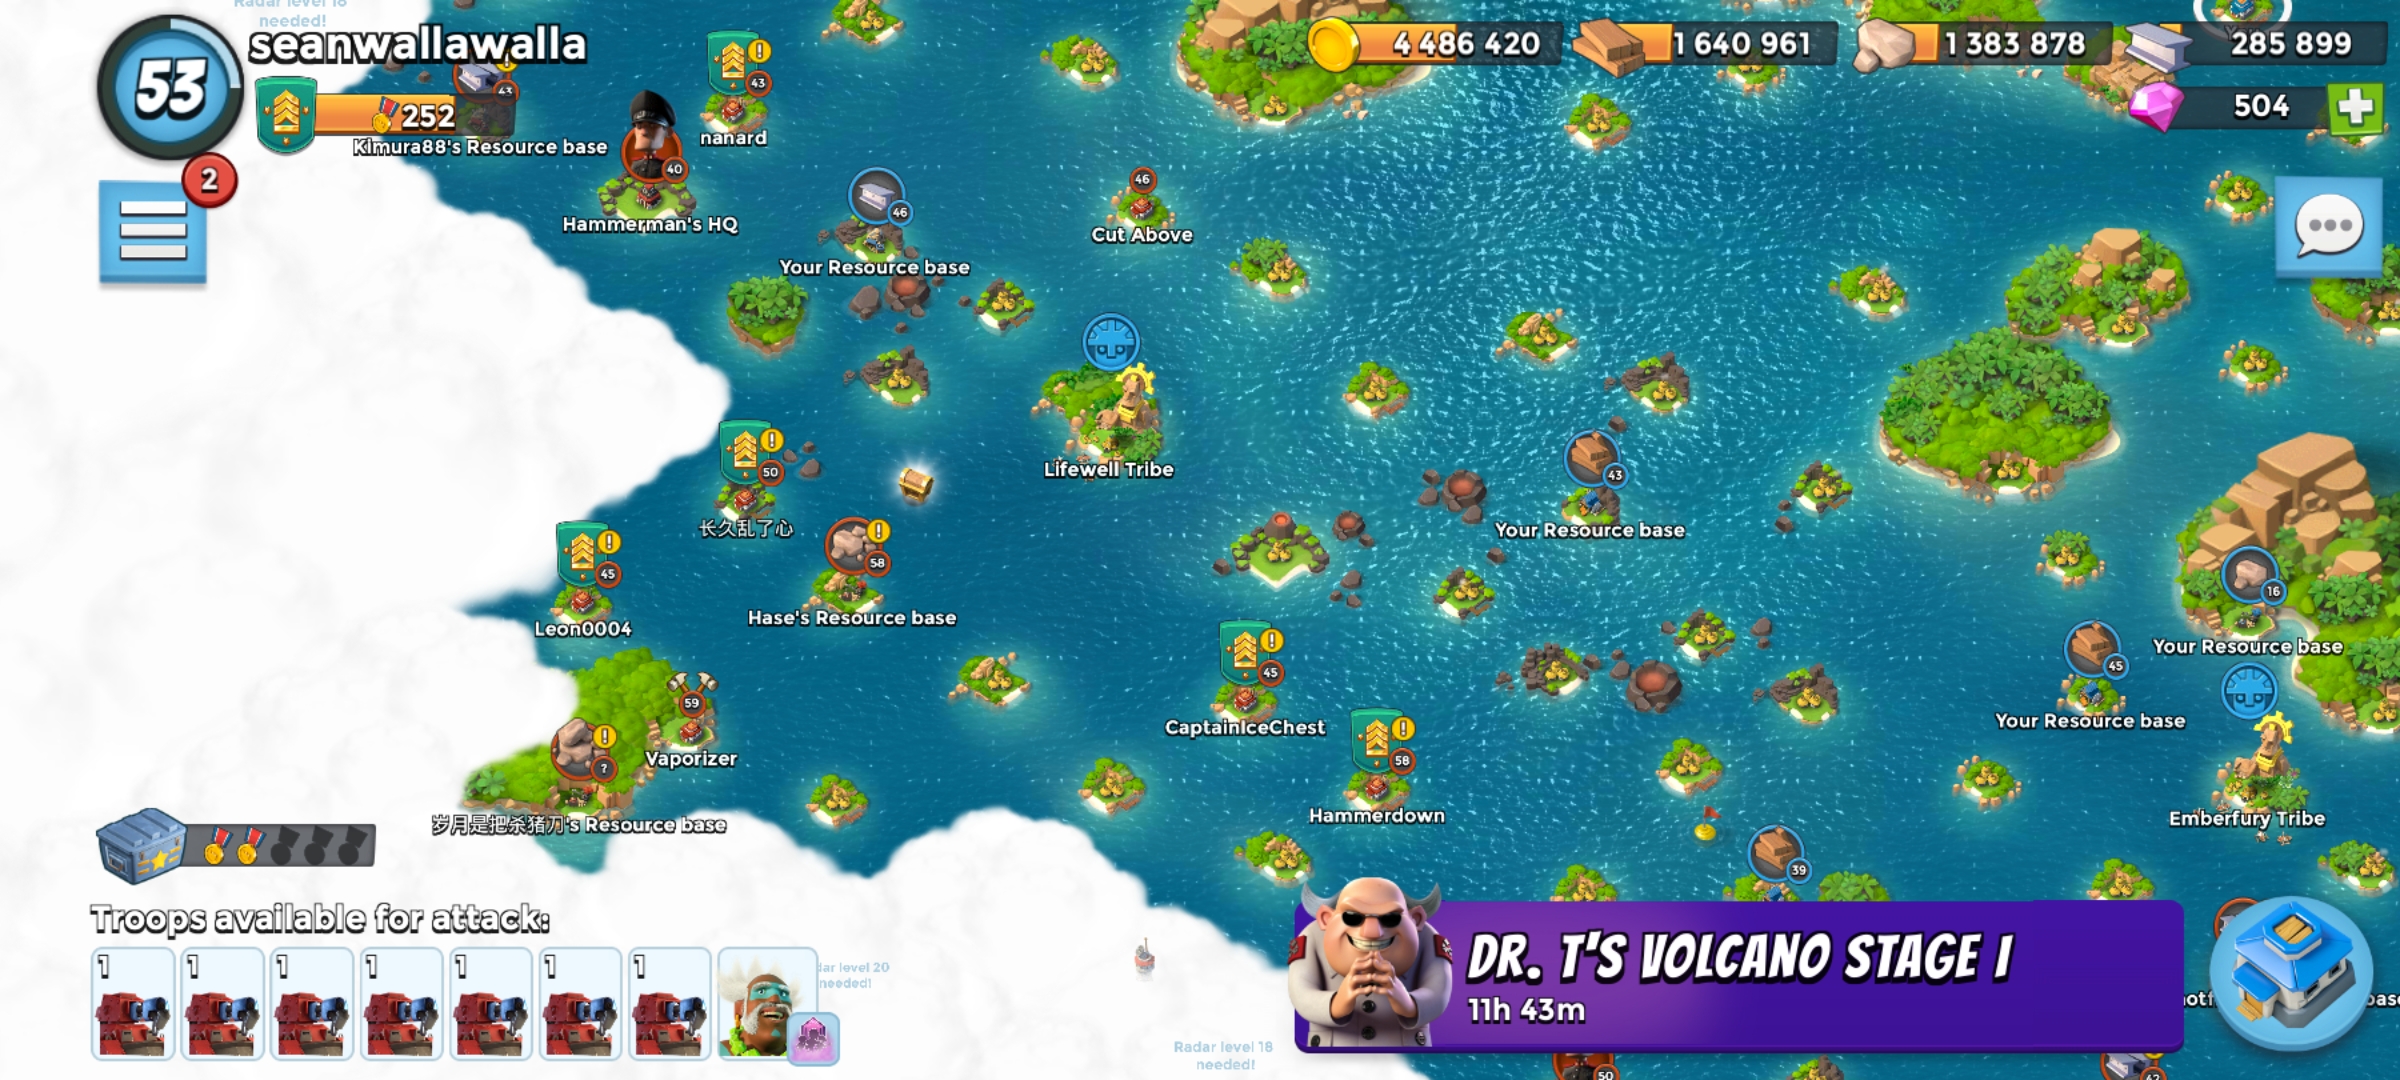 Radar level 18
needed!
53
seanwallawalla
252
2
43
Kimura88's Resource base
43
nanard
40
Hammerman's HQ
46
Your Resource base
46
Cut Above
4 486 420
1 640 961
1 383 878
285 899
504
Lifewell Tribe
50
长久乱了心
45
Leon0004
58
Hase's Resource base
43
Your Resource base
16
Your Resource base
45
Your Resource base
59
Vaporizer
?
岁月是把杀猪刀's Resource base
45
CaptainIceChest
58
Hammerdown
Emberfury Tribe
39
Troops available for attack:
1
1
1
1
1
1
1
dar level 20
needed!
Radar level 18
needed!
DR. T'S VOLCANO STAGE I
11h 43m
50